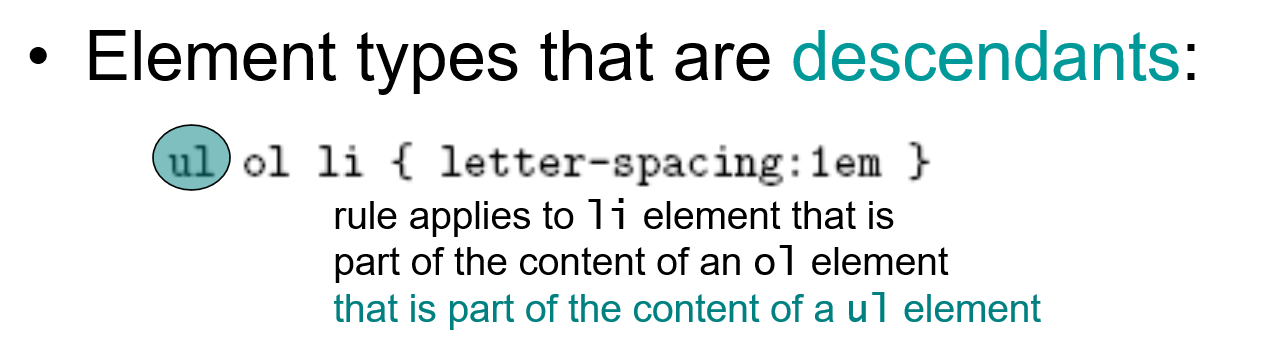 • Element types that are descendants:
ul ol li { letter-spacing:1em }
rule applies to li element that is
part of the content of an ol element
that is part of the content of a ul element